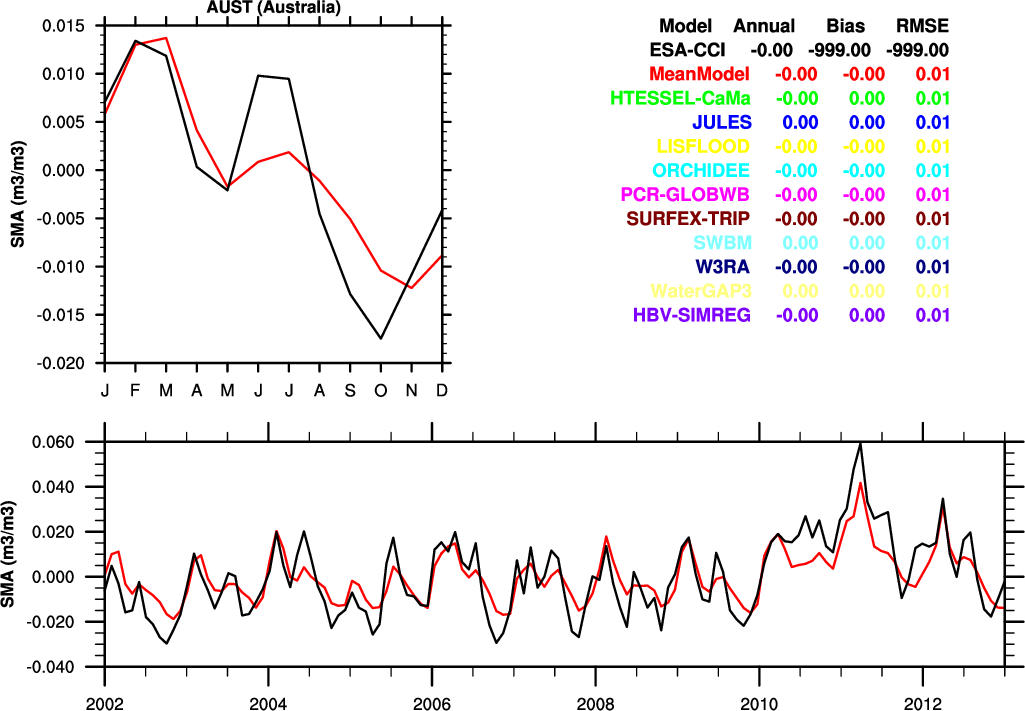 AUST (Australia)
0.015
0.010
0.005
0.000
-0.005
-0.010
-0.015
-0.020
SMA (m3/m3)
J F M A M J J A S O N D
Model Annual Bias RMSE
ESA-CCI -0.00 -999.00 -999.00
MeanModel -0.00 -0.00 0.01
HTESSEL-CaMa -0.00 0.00 0.01
JULES 0.00 0.00 0.01
LISFLOOD -0.00 -0.00 0.01
ORCHIDEE -0.00 -0.00 0.01
PCR-GLOBWB -0.00 -0.00 0.01
SURFEX-TRIP -0.00 -0.00 0.01
SWBM 0.00 0.00 0.01
W3RA -0.00 -0.00 0.01
WaterGAP3 0.00 0.00 0.01
HBV-SIMREG -0.00 0.00 0.01
0.060
0.040
0.020
0.000
-0.020
-0.040
SMA (m3/m3)
2002 2004 2006 2008 2010 2012